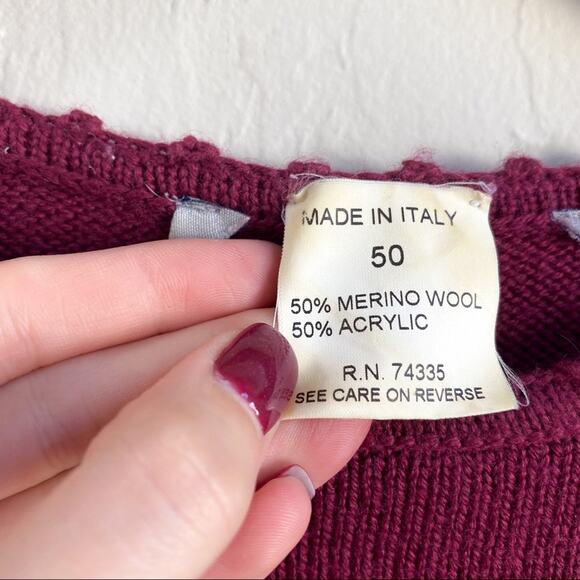 MADE IN ITALY
50
50% MERINO WOOL
50% ACRYLIC
R.N. 74335
SEE CARE ON REVERSE